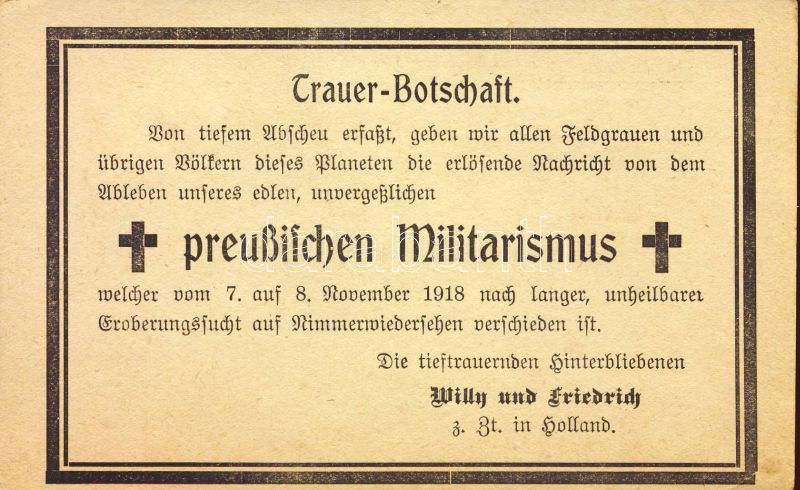 Trauer-Botschaft.
Von tiefem Abscheu erfaßt, geben wir allen Feldgrauen und
übrigen Völkern dieses Planeten die erlösende Nachricht von dem
Ableben unseres edlen, unvergeßlichen
✚ preußischen Militarismus ✚
welcher vom 7. auf 8. November 1918 nach langer, unheilbarer
Eroberungssucht auf Nimmerwiedersehen verschieden ist.
Die tieftrauernden Hinterbliebenen
Willy und Friedrich
z. Zt. in Holland.
darabanth